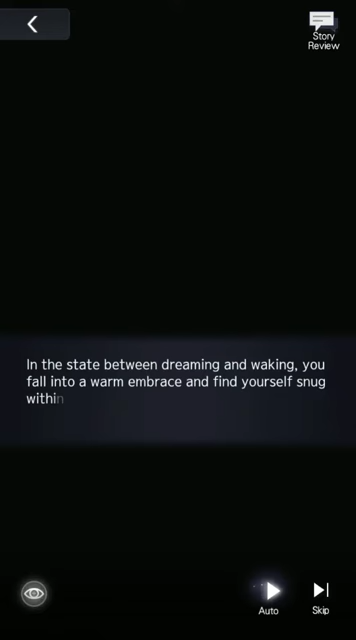 Story
Review
In the state between dreaming and waking, you
fall into a warm embrace and find yourself snug
within
Auto
Skip